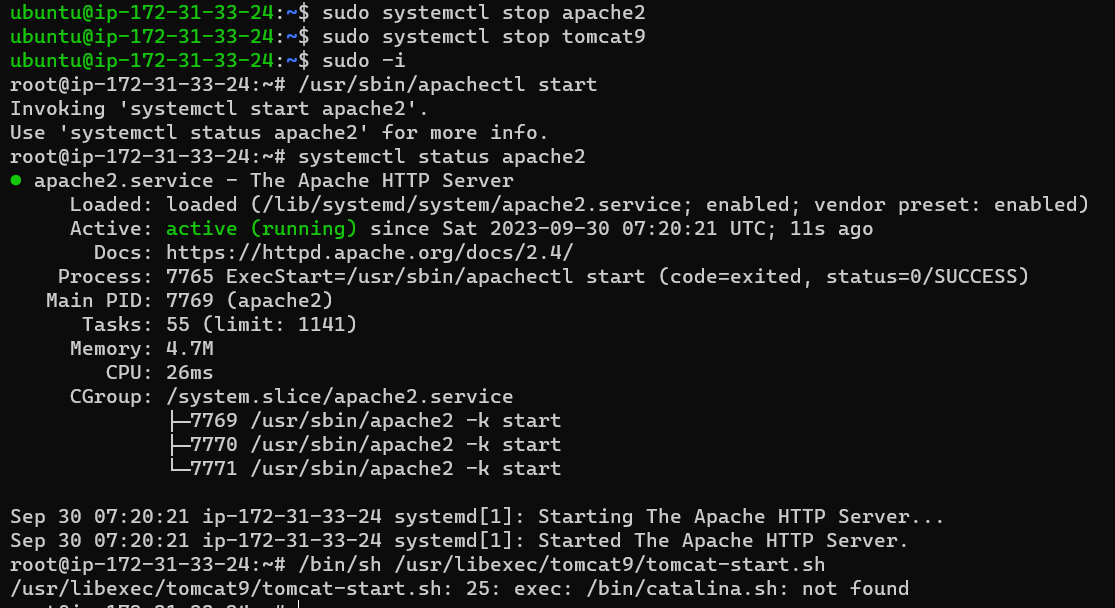 ubuntu@ip-172-31-33-24:~$ sudo systemctl stop apache2
ubuntu@ip-172-31-33-24:~$ sudo systemctl stop tomcat9
ubuntu@ip-172-31-33-24:~$ sudo -i
root@ip-172-31-33-24:~# /usr/sbin/apachectl start
Invoking 'systemctl start apache2'.
Use 'systemctl status apache2' for more info.
root@ip-172-31-33-24:~# systemctl status apache2
● apache2.service - The Apache HTTP Server
     Loaded: loaded (/lib/systemd/system/apache2.service; enabled; vendor preset: enabled)
     Active: active (running) since Sat 2023-09-30 07:20:21 UTC; 11s ago
       Docs: https://httpd.apache.org/docs/2.4/
    Process: 7765 ExecStart=/usr/sbin/apachectl start (code=exited, status=0/SUCCESS)
   Main PID: 7769 (apache2)
      Tasks: 55 (limit: 1141)
     Memory: 4.7M
        CPU: 26ms
     CGroup: /system.slice/apache2.service
             ├─7769 /usr/sbin/apache2 -k start
             ├─7770 /usr/sbin/apache2 -k start
             └─7771 /usr/sbin/apache2 -k start

Sep 30 07:20:21 ip-172-31-33-24 systemd[1]: Starting The Apache HTTP Server...
Sep 30 07:20:21 ip-172-31-33-24 systemd[1]: Started The Apache HTTP Server.
root@ip-172-31-33-24:~# /bin/sh /usr/libexec/tomcat9/tomcat-start.sh
/usr/libexec/tomcat9/tomcat-start.sh: 25: exec: /bin/catalina.sh: not found
root@ip-172-31-33-24:~#